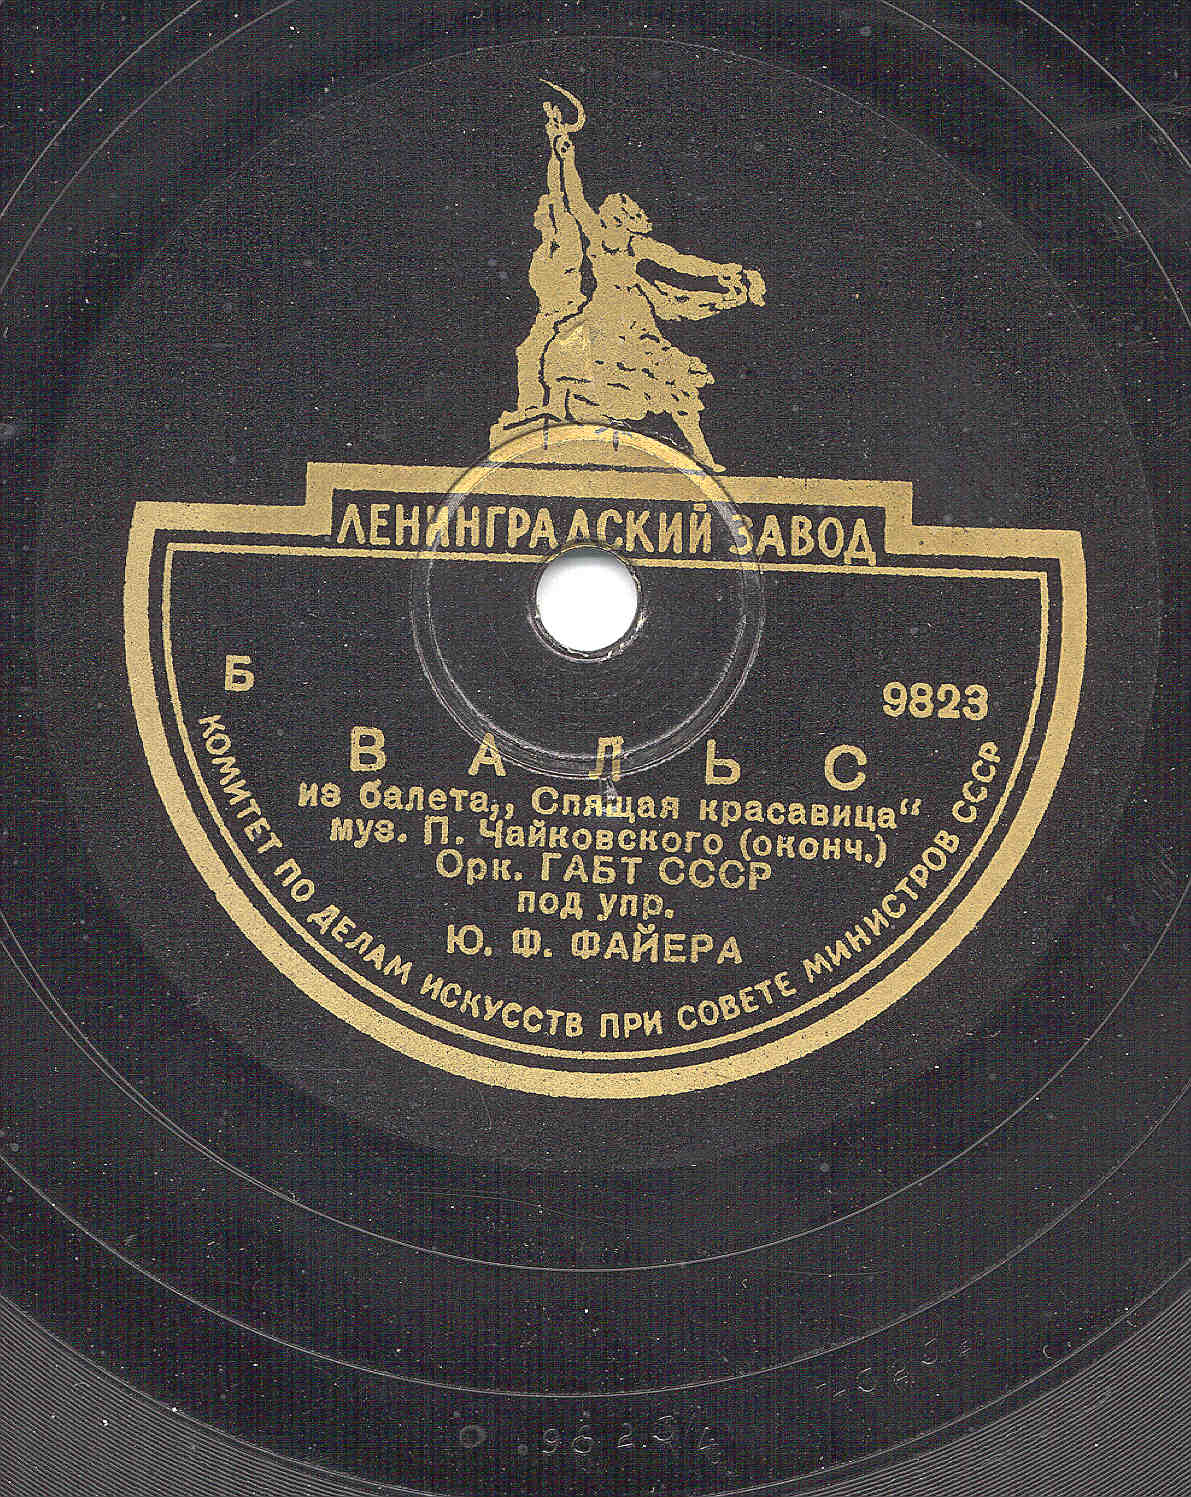 ЛЕНИНГРАДСКИЙ ЗАВОД
Б
9823
ВАЛЬС
из балета „Спящая красавица“
муз. П. Чайковского (оконч.)
Орк. ГАБТ СССР
под упр.
Ю. Ф. ФАЙЕРА
КОМИТЕТ ПО ДЕЛАМ ИСКУССТВ ПРИ СОВЕТЕ МИНИСТРОВ СССР